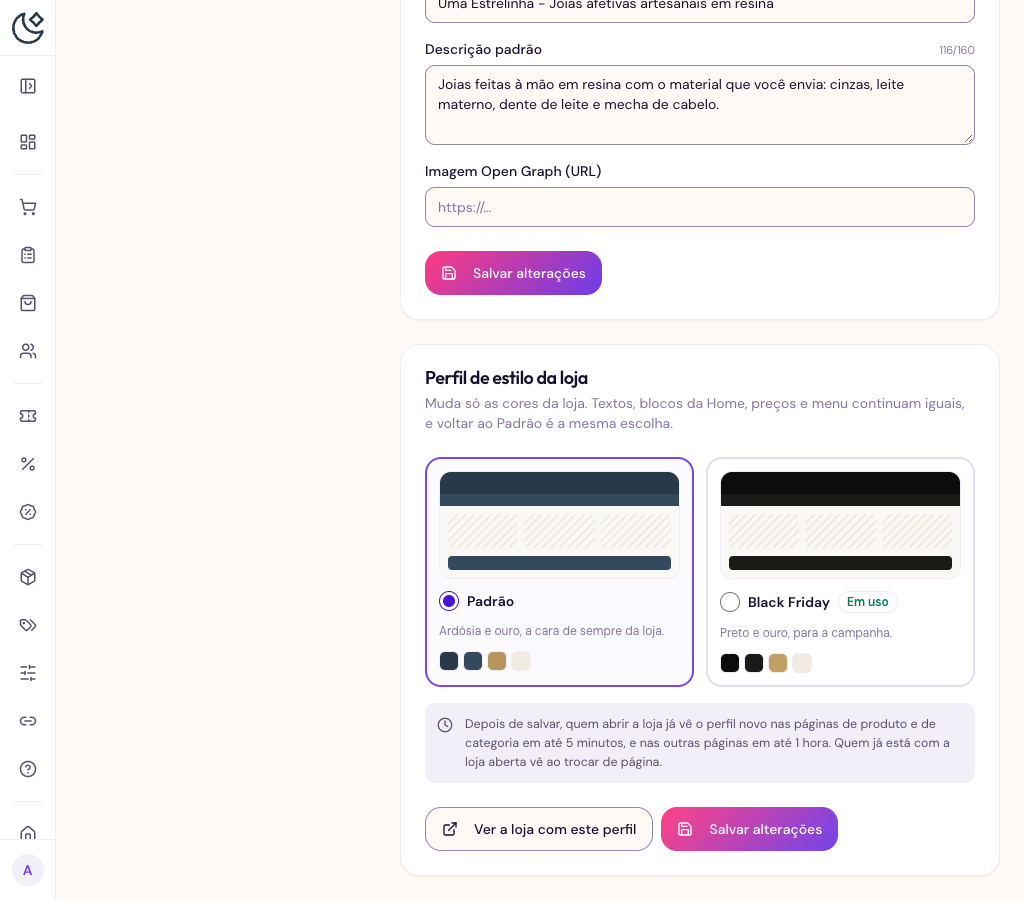 Uma Estrelinha - Joias afetivas artesanais em resina
Descrição padrão
116/160
Joias feitas à mão em resina com o material que você envia: cinzas, leite
materno, dente de leite e mecha de cabelo.
Imagem Open Graph (URL)
https://...
Salvar alterações
Perfil de estilo da loja
Muda só as cores da loja. Textos, blocos da Home, preços e menu continuam iguais,
e voltar ao Padrão é a mesma escolha.
Padrão
Ardósia e ouro, a cara de sempre da loja.
Black Friday
Em uso
Preto e ouro, para a campanha.
Depois de salvar, quem abrir a loja já vê o perfil novo nas páginas de produto e de
categoria em até 5 minutos, e nas outras páginas em até 1 hora. Quem já está com a
loja aberta vê ao trocar de página.
Ver a loja com este perfil
Salvar alterações
A